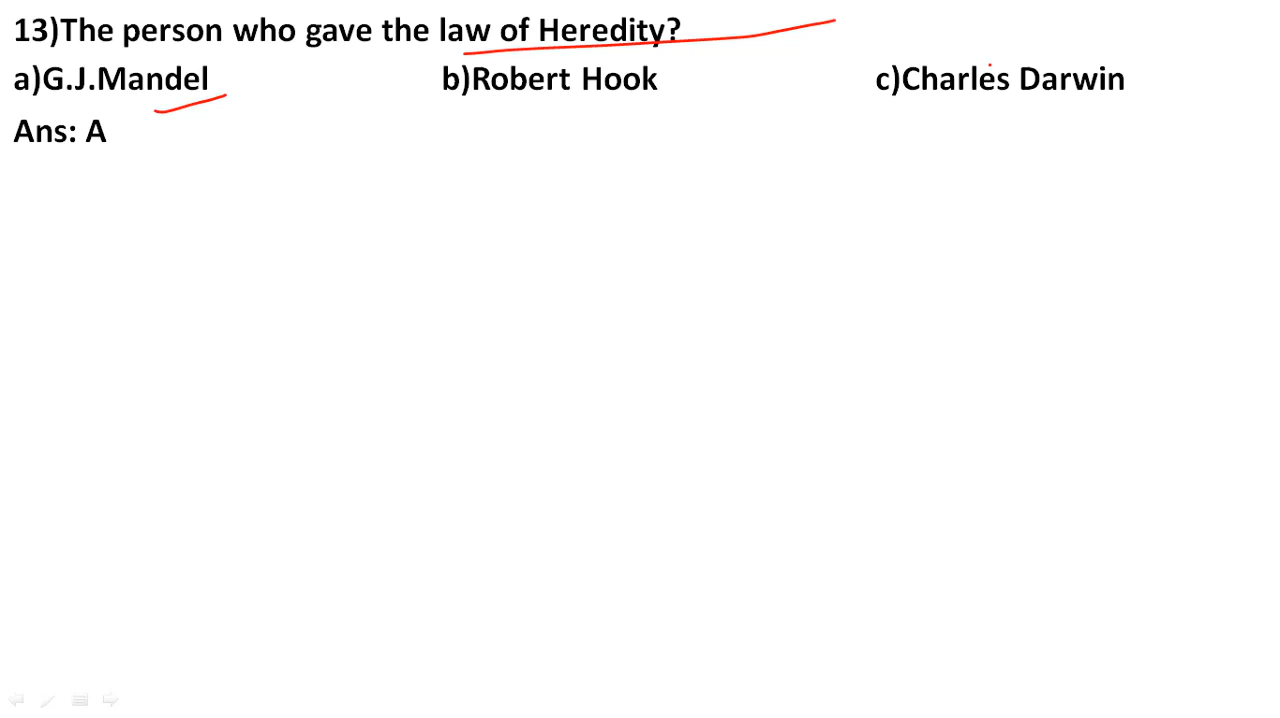 13)The person who gave the law of Heredity?
a)G.J.Mandel b)Robert Hook c)Charles Darwin
Ans: A